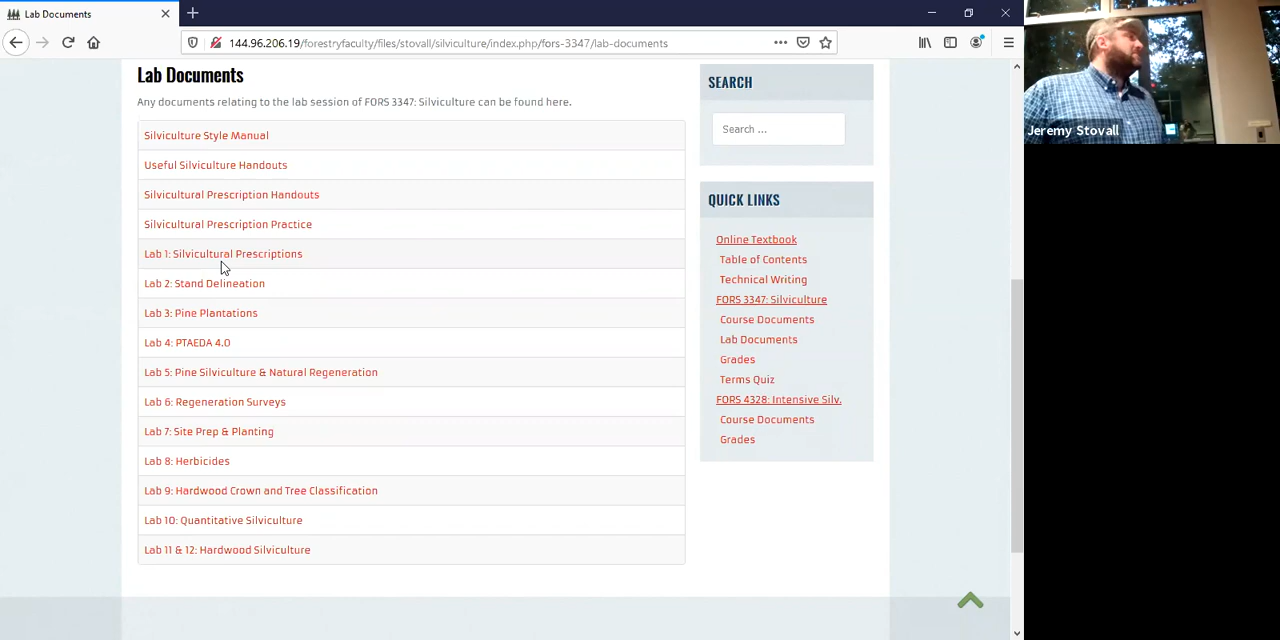 Lab Documents
144.96.206.19/forestryfaculty/files/stovall/silviculture/index.php/fors-3347/lab-documents
Lab Documents
Any documents relating to the lab session of FORS 3347: Silviculture can be found here.
Silviculture Style Manual
Useful Silviculture Handouts
Silvicultural Prescription Handouts
Silvicultural Prescription Practice
Lab 1: Silvicultural Prescriptions
Lab 2: Stand Delineation
Lab 3: Pine Plantations
Lab 4: PTAEDA 4.0
Lab 5: Pine Silviculture & Natural Regeneration
Lab 6: Regeneration Surveys
Lab 7: Site Prep & Planting
Lab 8: Herbicides
Lab 9: Hardwood Crown and Tree Classification
Lab 10: Quantitative Silviculture
Lab 11 & 12: Hardwood Silviculture
SEARCH
Search ...
QUICK LINKS
Online Textbook
Table of Contents
Technical Writing
FORS 3347: Silviculture
Course Documents
Lab Documents
Grades
Terms Quiz
FORS 4328: Intensive Silv.
Course Documents
Grades
Jeremy Stovall